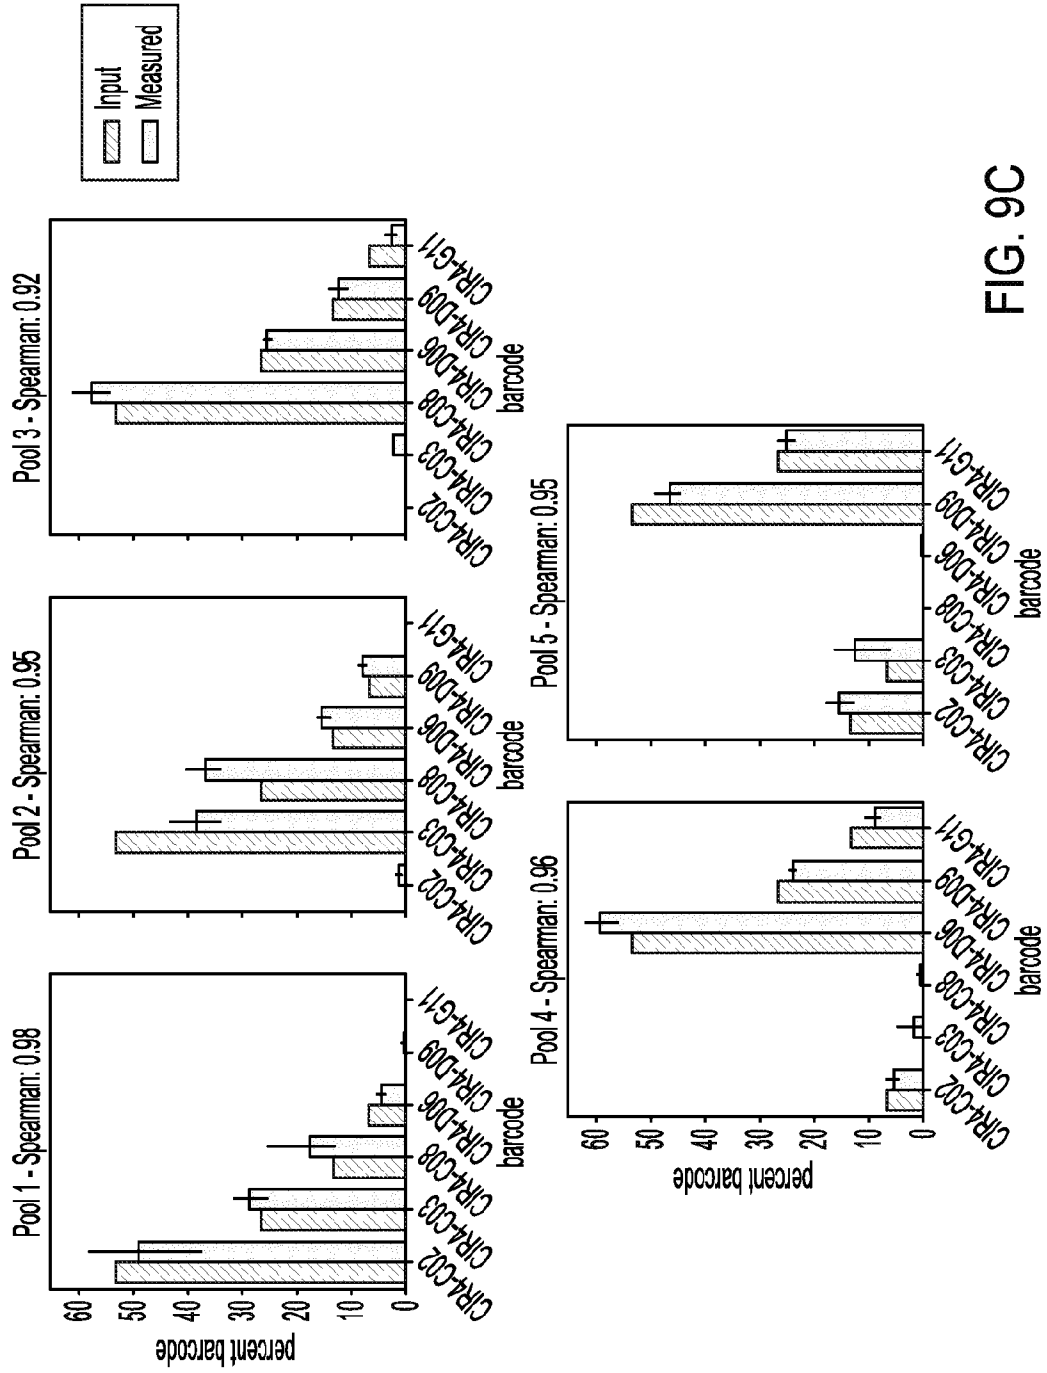 Input
Measured
Pool 1 - Spearman: 0.98
percent barcode
60
50
40
30
20
10
0
CIR4-C02
CIR4-C03
CIR4-C08
CIR4-D06
CIR4-D09
CIR4-G11
barcode
Pool 2 - Spearman: 0.95
CIR4-C02
CIR4-C03
CIR4-C08
CIR4-D06
CIR4-D09
CIR4-G11
barcode
Pool 3 - Spearman: 0.92
CIR4-C02
CIR4-C03
CIR4-C08
CIR4-D06
CIR4-D09
CIR4-G11
barcode
Pool 4 - Spearman: 0.96
percent barcode
60
50
40
30
20
10
0
CIR4-C02
CIR4-C03
CIR4-C08
CIR4-D06
CIR4-D09
CIR4-G11
barcode
Pool 5 - Spearman: 0.95
CIR4-C02
CIR4-C03
CIR4-C08
CIR4-D06
CIR4-D09
CIR4-G11
barcode
FIG. 9C